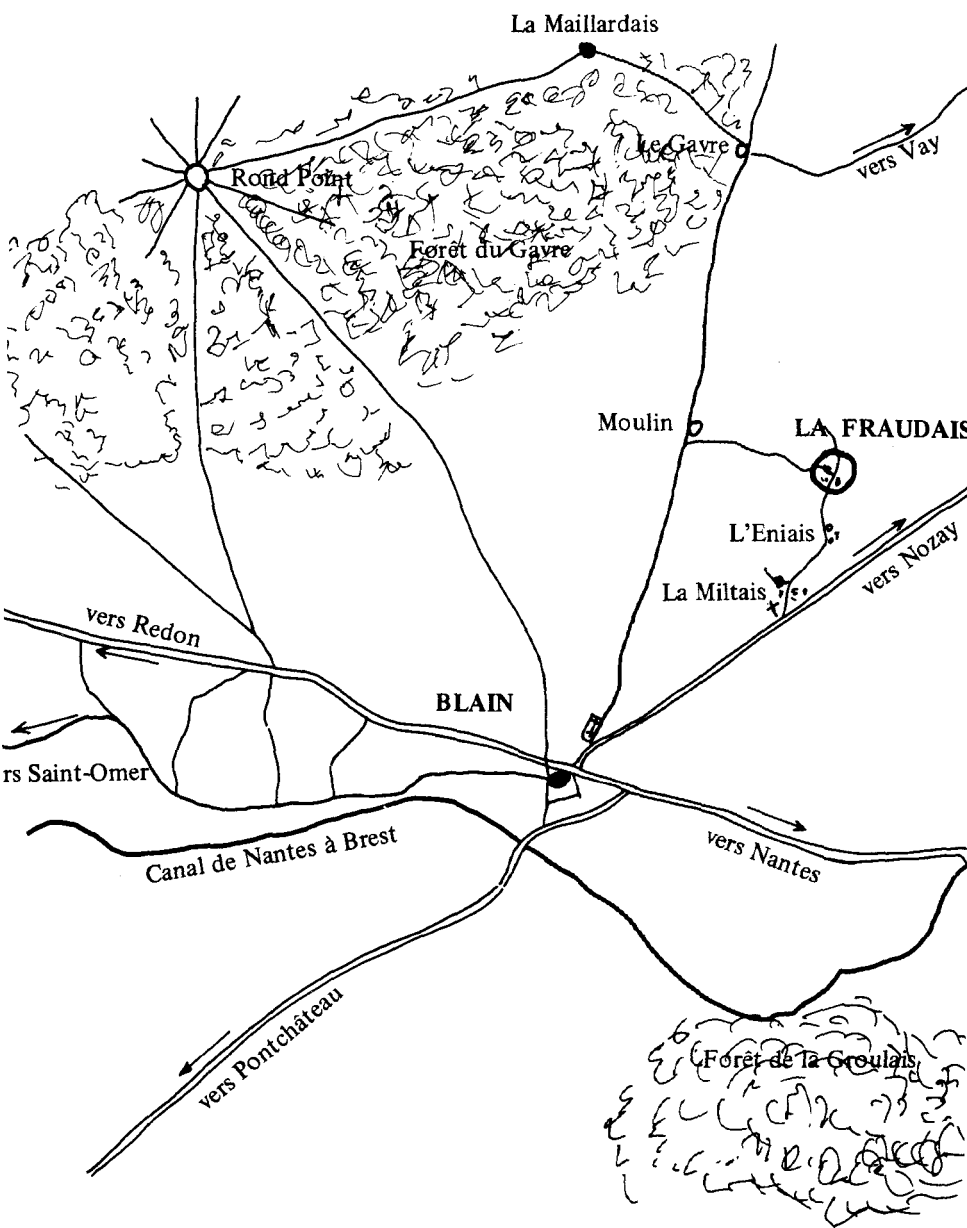 La Maillardais
Le Gavre
vers Vay
Rond Point
Forêt du Gavre
Moulin
LA FRAUDAIS
L'Eniais
vers Nozay
La Miltais
vers Redon
BLAIN
rs Saint-Omer
Canal de Nantes à Brest
vers Nantes
vers Pontchâteau
Forêt de la Groulais